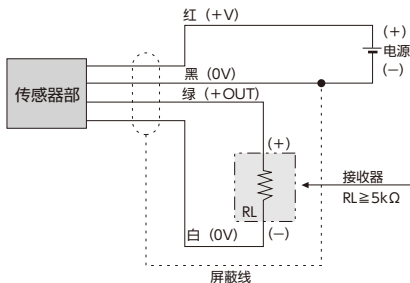 红（+V）
(+)
电源
(−)
黑（0V）
传感器部
绿（+OUT）
(+)
接收器
RL≧5kΩ
RL
白（0V）
(−)
屏蔽线